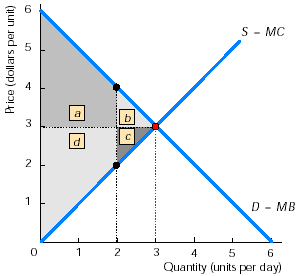 Price (dollars per unit)
6
5
4
3
2
1
0
1
2
3
4
5
6
a
b
c
d
S – MC
D – MB
Quantity (units per day)